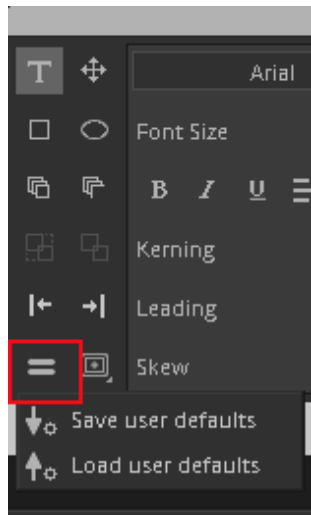 T
Arial
Font Size
B I U
Kerning
Leading
Skew
Save user defaults
Load user defaults